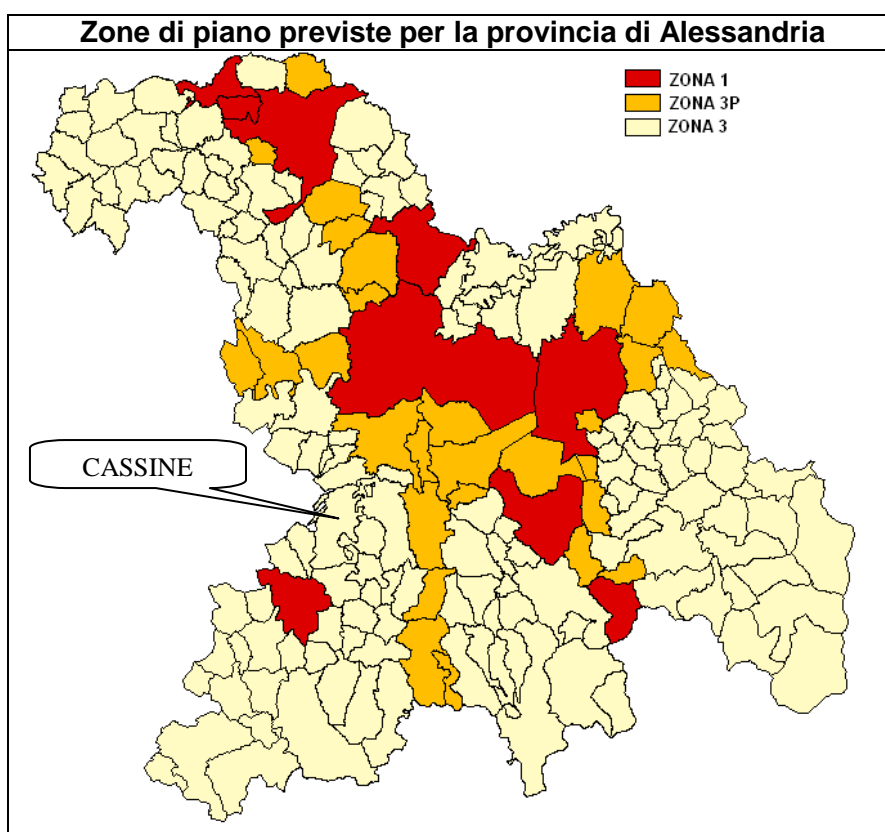 Zone di piano previste per la provincia di Alessandria
ZONA 1
ZONA 3P
ZONA 3
CASSINE